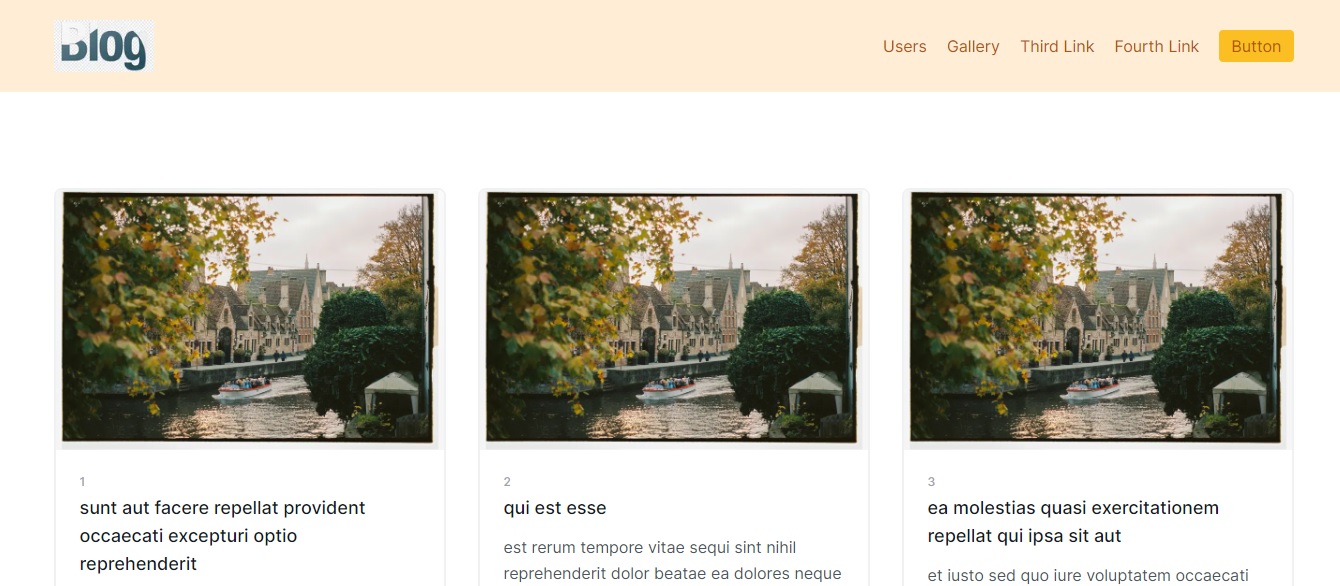 Blog
Users Gallery Third Link Fourth Link Button
1
sunt aut facere repellat provident
occaecati excepturi optio
reprehenderit
2
qui est esse
est rerum tempore vitae sequi sint nihil
reprehenderit dolor beatae ea dolores neque
3
ea molestias quasi exercitationem
repellat qui ipsa sit aut
et iusto sed quo iure voluptatem occaecati